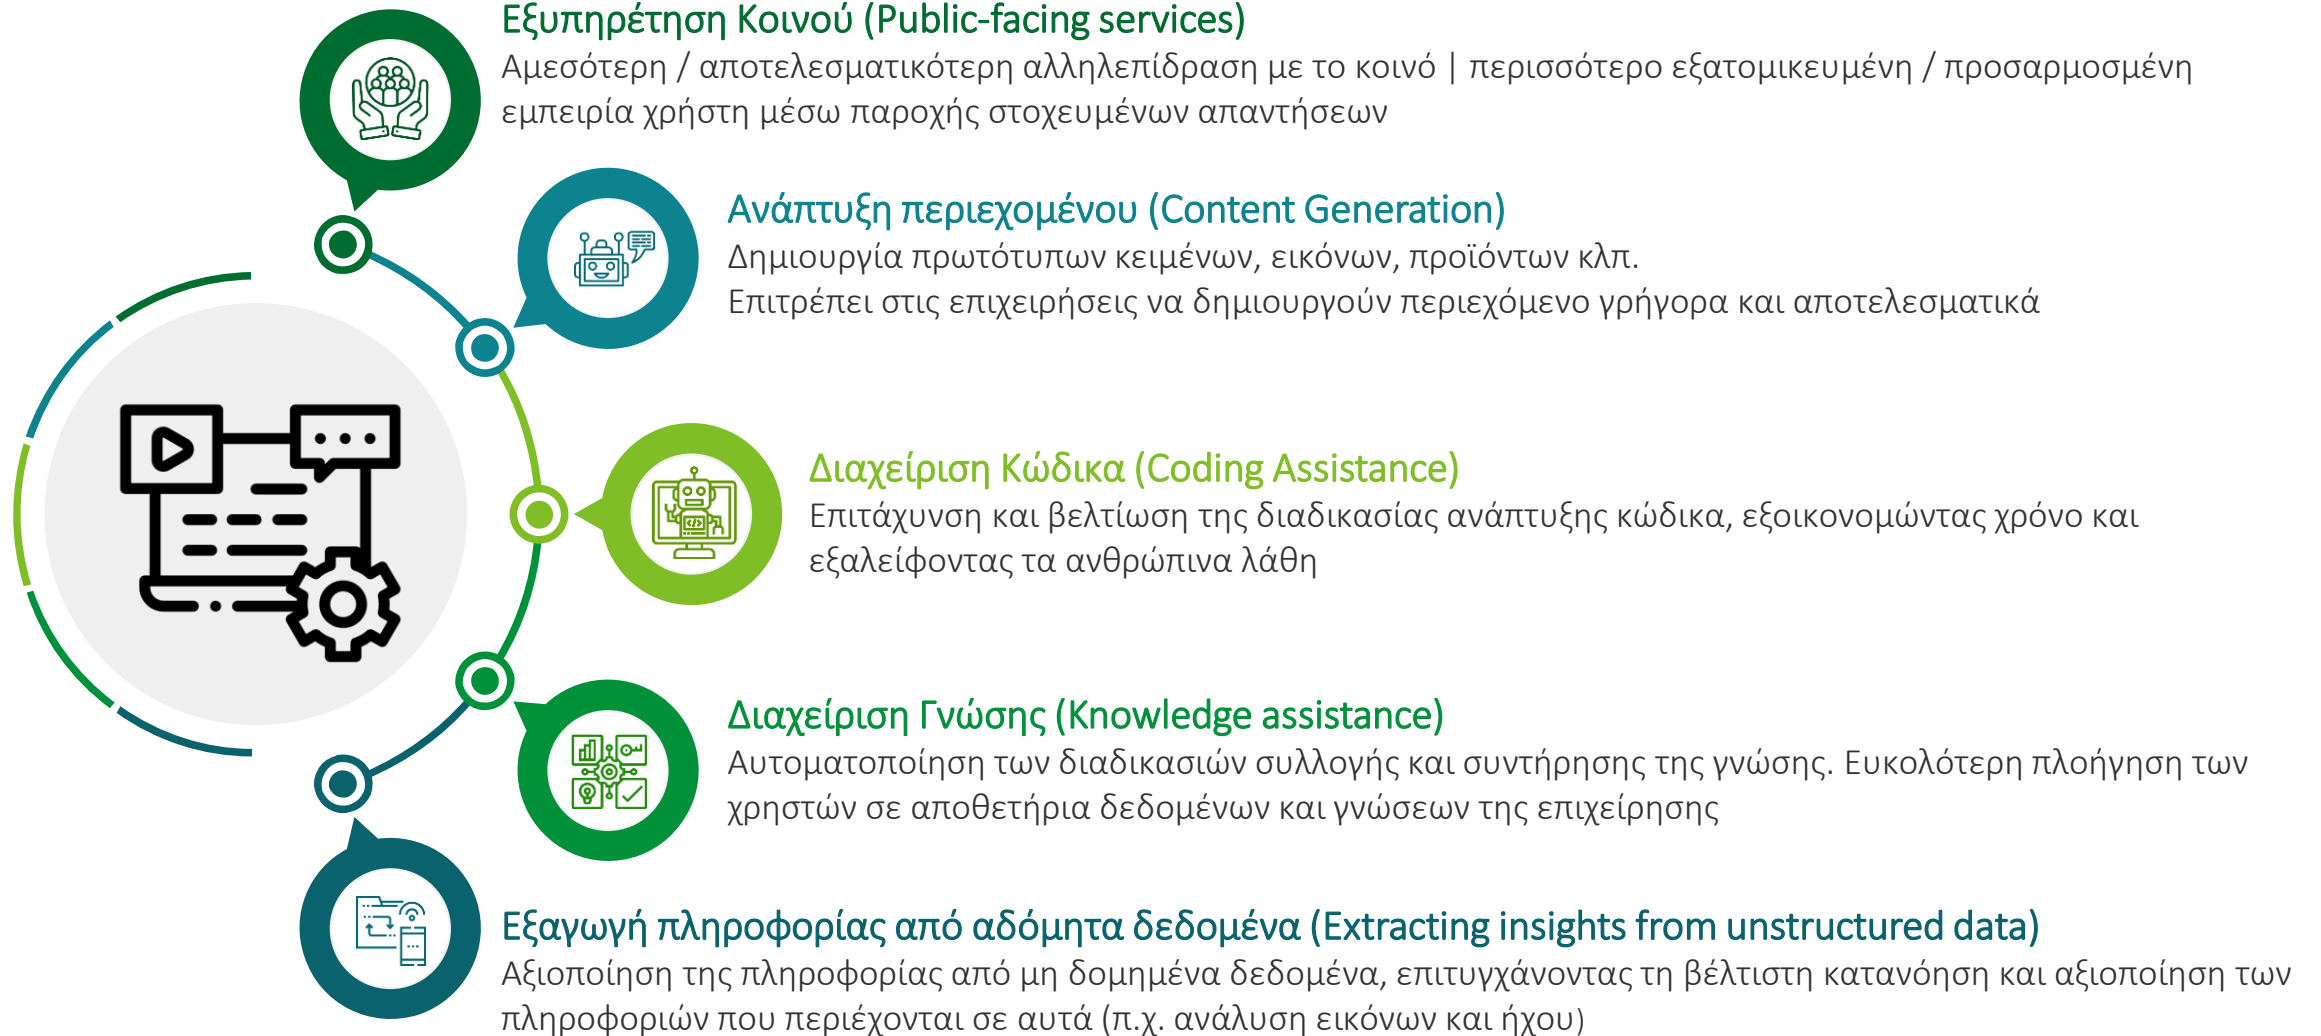 Εξυπηρέτηση Κοινού (Public-facing services)
Αμεσότερη / αποτελεσματικότερη αλληλεπίδραση με το κοινό | περισσότερο εξατομικευμένη / προσαρμοσμένη
εμπειρία χρήστη μέσω παροχής στοχευμένων απαντήσεων
Ανάπτυξη περιεχομένου (Content Generation)
Δημιουργία πρωτότυπων κειμένων, εικόνων, προϊόντων κλπ.
Επιτρέπει στις επιχειρήσεις να δημιουργούν περιεχόμενο γρήγορα και αποτελεσματικά
Διαχείριση Κώδικα (Coding Assistance)
Επιτάχυνση και βελτίωση της διαδικασίας ανάπτυξης κώδικα, εξοικονομώντας χρόνο και
εξαλείφοντας τα ανθρώπινα λάθη
Διαχείριση Γνώσης (Knowledge assistance)
Αυτοματοποίηση των διαδικασιών συλλογής και συντήρησης της γνώσης. Ευκολότερη πλοήγηση των
χρηστών σε αποθετήρια δεδομένων και γνώσεων της επιχείρησης
Εξαγωγή πληροφορίας από αδόμητα δεδομένα (Extracting insights from unstructured data)
Αξιοποίηση της πληροφορίας από μη δομημένα δεδομένα, επιτυγχάνοντας τη βέλτιστη κατανόηση και αξιοποίηση των
πληροφοριών που περιέχονται σε αυτά (π.χ. ανάλυση εικόνων και ήχου)